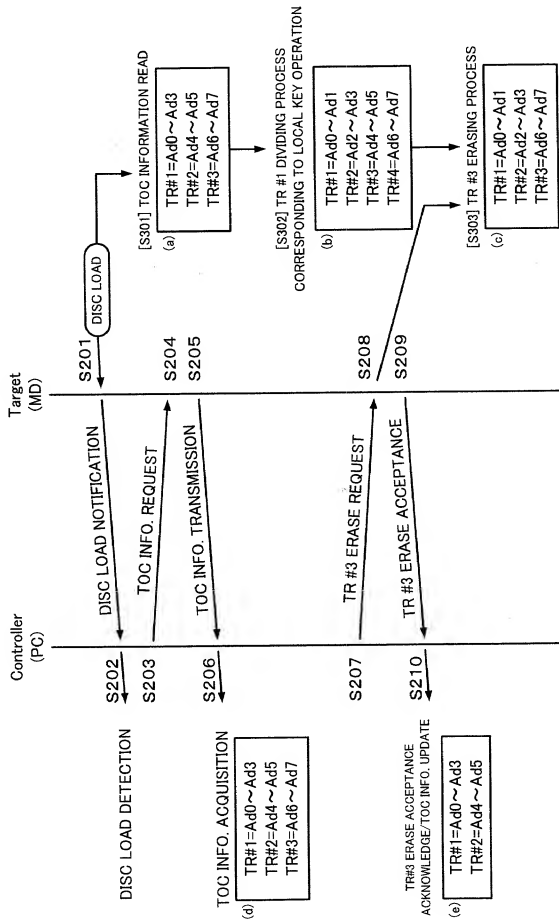 Controller
(PC)
Target
(MD)
DISC LOAD
S201
DISC LOAD NOTIFICATION
S202
DISC LOAD DETECTION
[S301] TOC INFORMATION READ
(a)
TR#1=Ad0~Ad3
TR#2=Ad4~Ad5
TR#3=Ad6~Ad7
S203
TOC INFO. REQUEST
S204
S205
TOC INFO. TRANSMISSION
S206
TOC INFO. ACQUISITION
(d)
TR#1=Ad0~Ad3
TR#2=Ad4~Ad5
TR#3=Ad6~Ad7
[S302] TR #1 DIVIDING PROCESS
CORRESPONDING TO LOCAL KEY OPERATION
(b)
TR#1=Ad0~Ad1
TR#2=Ad2~Ad3
TR#3=Ad4~Ad5
TR#4=Ad6~Ad7
S207
TR #3 ERASE REQUEST
S208
S209
TR #3 ERASE ACCEPTANCE
S210
TR#3 ERASE ACCEPTANCE
ACKNOWLEDGE/TOC INFO. UPDATE
(e)
TR#1=Ad0~Ad3
TR#2=Ad4~Ad5
[S303] TR #3 ERASING PROCESS
(c)
TR#1=Ad0~Ad1
TR#2=Ad2~Ad3
TR#3=Ad6~Ad7